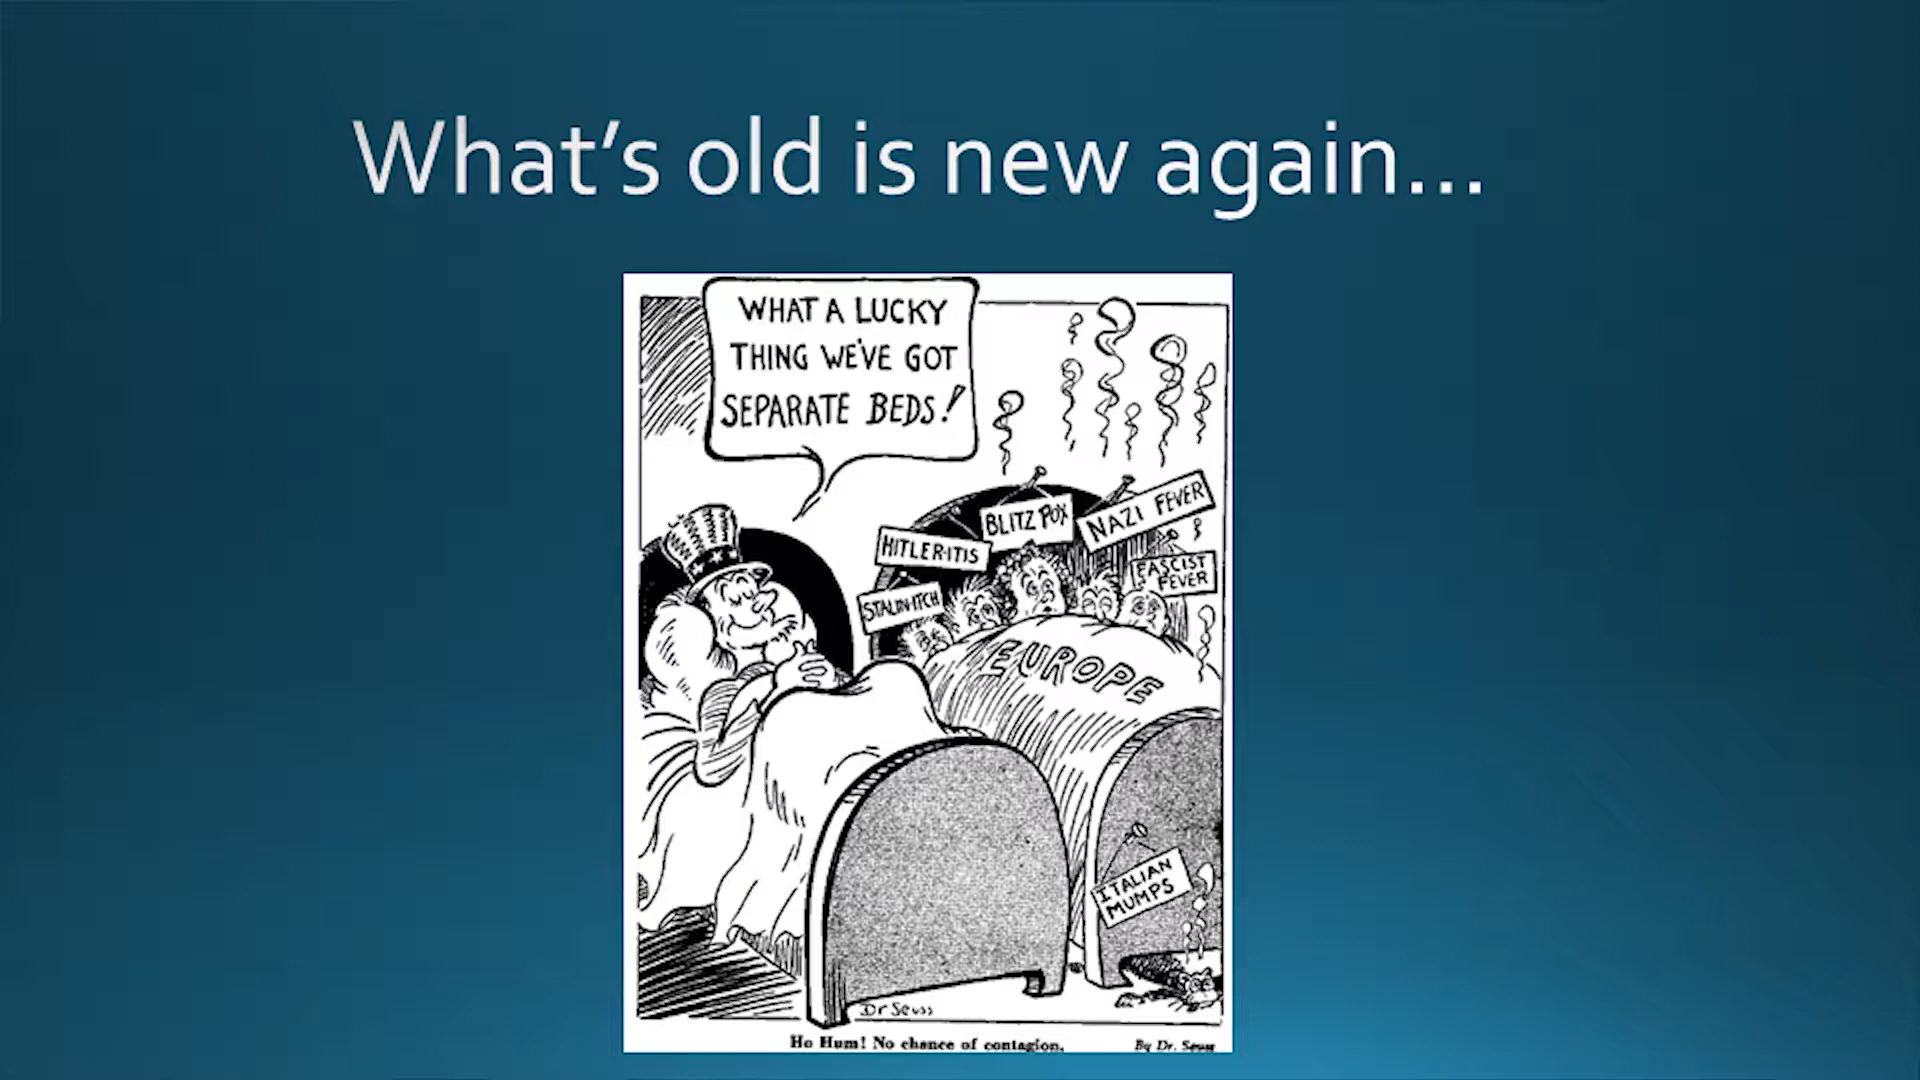 What's old is new again...
WHAT A LUCKY
THING WE'VE GOT
SEPARATE BEDS!
STALIN-ITCH
HITLER-ITIS
BLITZ POX
NAZI FEVER
FASCIST
FEVER
EUROPE
ITALIAN
MUMPS
Dr Seuss
Ho Hum! No chance of contagion.
By Dr. Seuss